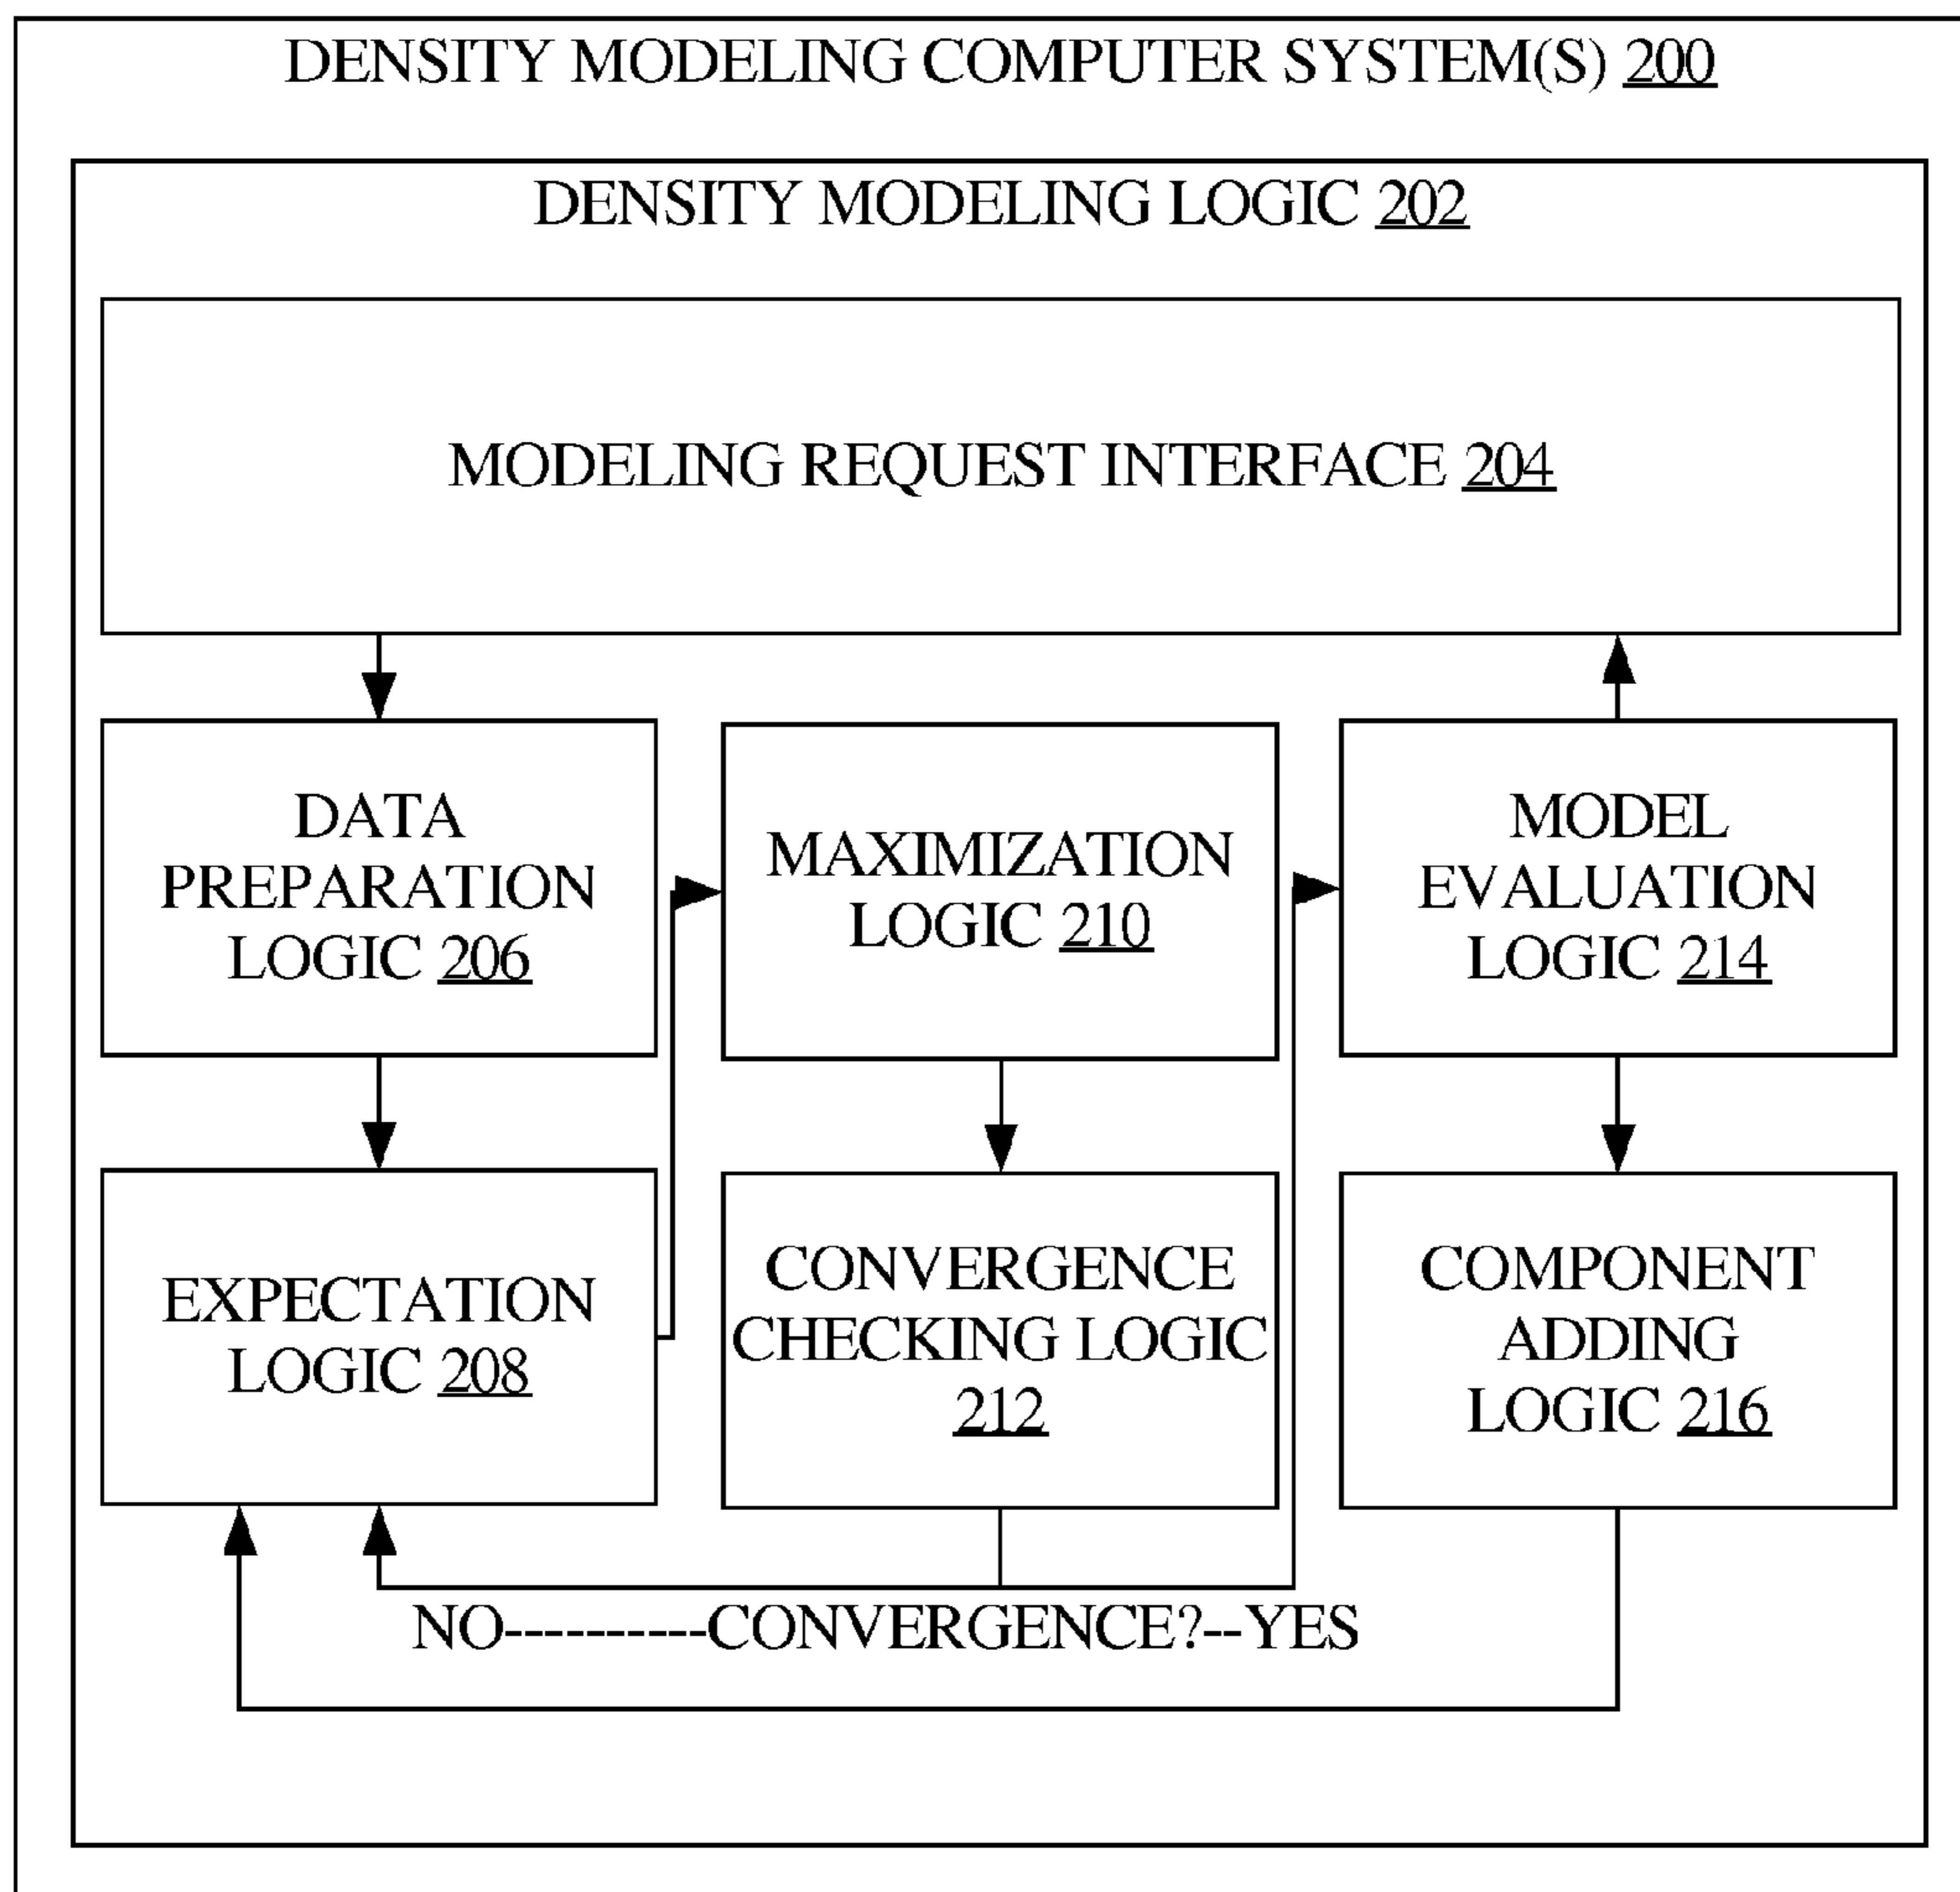 DENSITY MODELING COMPUTER SYSTEM(S) 200
DENSITY MODELING LOGIC 202
MODELING REQUEST INTERFACE 204
DATA
PREPARATION
LOGIC 206
MAXIMIZATION
LOGIC 210
MODEL
EVALUATION
LOGIC 214
EXPECTATION
LOGIC 208
CONVERGENCE
CHECKING LOGIC
212
COMPONENT
ADDING
LOGIC 216
NO----------CONVERGENCE?--YES